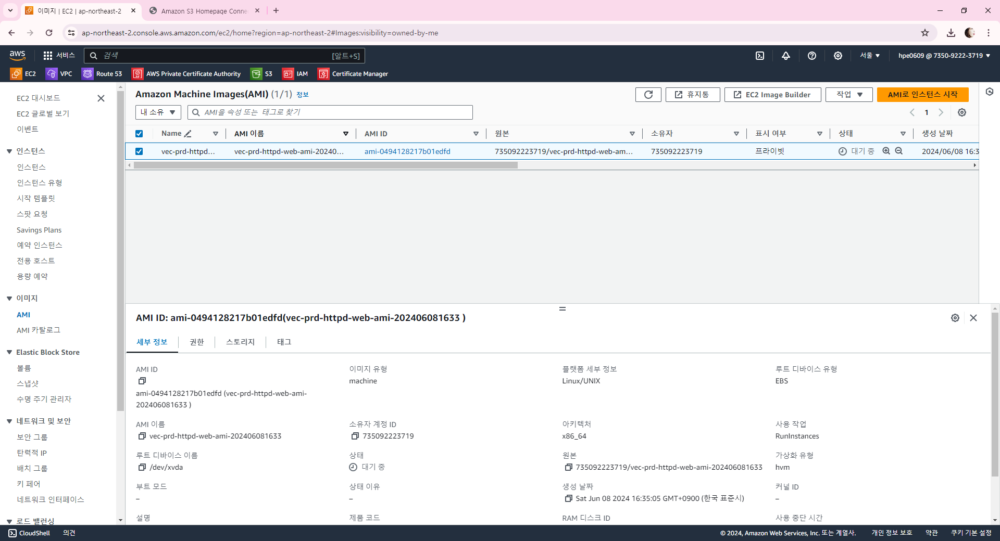 이미지 | EC2 | ap-northeast-2
Amazon S3 Homepage Conne
ap-northeast-2.console.aws.amazon.com/ec2/home?region=ap-northeast-2#Images:visibility=owned-by-me
aws
서비스
검색
[알트+S]
서울
hpe0609 @ 7350-9222-3719
EC2
VPC
Route 53
AWS Private Certificate Authority
S3
IAM
Certificate Manager
EC2 대시보드
EC2 글로벌 보기
이벤트
인스턴스
인스턴스
인스턴스 유형
시작 템플릿
스팟 요청
Savings Plans
예약 인스턴스
전용 호스트
용량 예약
이미지
AMI
AMI 카탈로그
Elastic Block Store
볼륨
스냅샷
수명 주기 관리자
네트워크 및 보안
보안 그룹
탄력적 IP
배치 그룹
키 페어
네트워크 인터페이스
로드 밸런싱
Amazon Machine Images(AMI) (1/1) 정보
휴지통
EC2 Image Builder
작업
AMI로 인스턴스 시작
내 소유
AMI을 속성 또는 태그로 찾기
1
Name
AMI 이름
AMI ID
원본
소유자
표시 여부
상태
생성 날짜
vec-prd-httpd...
vec-prd-httpd-web-ami-20240...
ami-0494128217b01edfd
735092223719/vec-prd-httpd-web-am...
735092223719
프라이빗
대기 중
2024/06/08 16:3
AMI ID: ami-0494128217b01edfd(vec-prd-httpd-web-ami-202406081633 )
세부 정보
권한
스토리지
태그
AMI ID
ami-0494128217b01edfd (vec-prd-httpd-web-ami-
202406081633 )
이미지 유형
machine
플랫폼 세부 정보
Linux/UNIX
루트 디바이스 유형
EBS
AMI 이름
vec-prd-httpd-web-ami-202406081633
소유자 계정 ID
735092223719
아키텍처
x86_64
사용 작업
RunInstances
루트 디바이스 이름
/dev/xvda
상태
대기 중
원본
735092223719/vec-prd-httpd-web-ami-202406081633
가상화 유형
hvm
부트 모드
–
상태 이유
–
생성 날짜
Sat Jun 08 2024 16:35:05 GMT+0900 (한국 표준시)
커널 ID
–
설명
제품 코드
RAM 디스크 ID
사용 중단 시간
CloudShell
의견
© 2024, Amazon Web Services, Inc. 또는 계열사.
개인 정보 보호
약관
쿠키 기본 설정